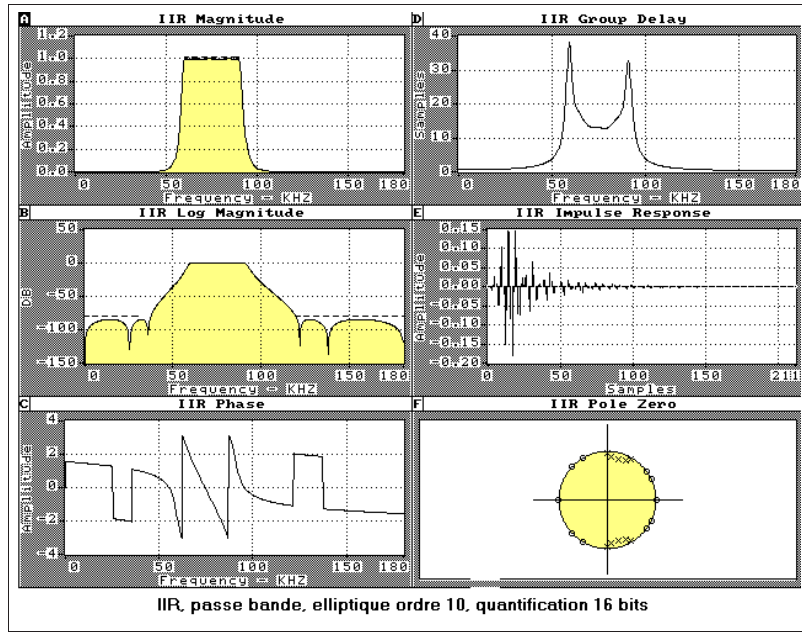 A IIR Magnitude
1.2
1.0
0.8
0.6
0.4
0.2
0.0
Amplitude
0 50 100 150 180
Frequency - KHZ
D IIR Group Delay
40
30
20
10
0
Samples
0 50 100 150 180
Frequency - KHZ
B IIR Log Magnitude
50
0
-50
-100
-150
DB
0 50 100 150 180
Frequency - KHZ
E IIR Impulse Response
0.15
0.10
0.05
0.00
-0.05
-0.10
-0.15
-0.20
Amplitude
0 50 100 150
Samples
C IIR Phase
4
2
0
-2
-4
Amplitude
0 50 100 150 180
Frequency - KHZ
F IIR Pole Zero
IIR, passe bande, elliptique ordre 10, quantification 16 bits